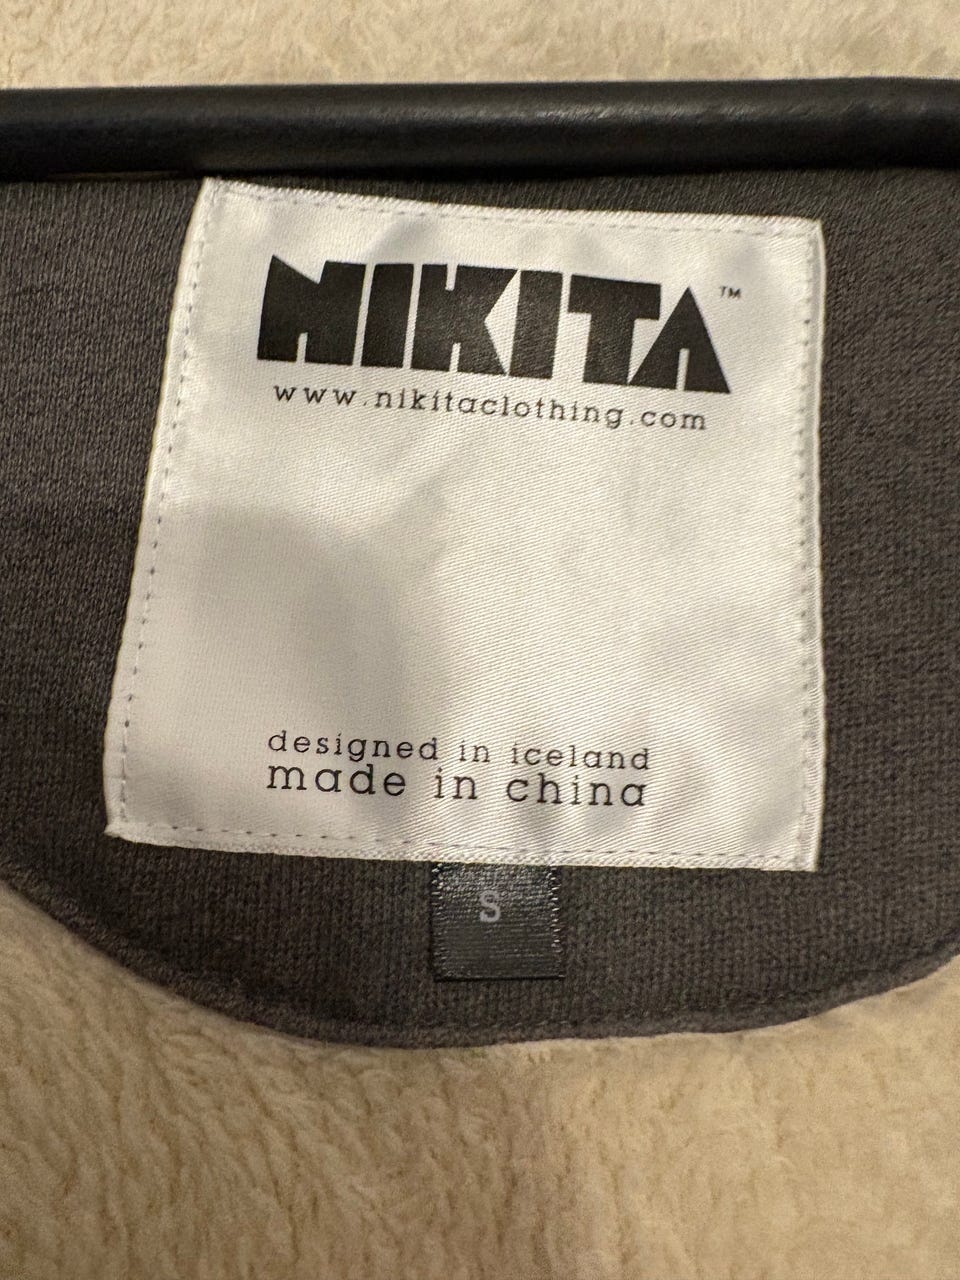 NIKITA™
www.nikitaclothing.com
designed in iceland
made in china
S